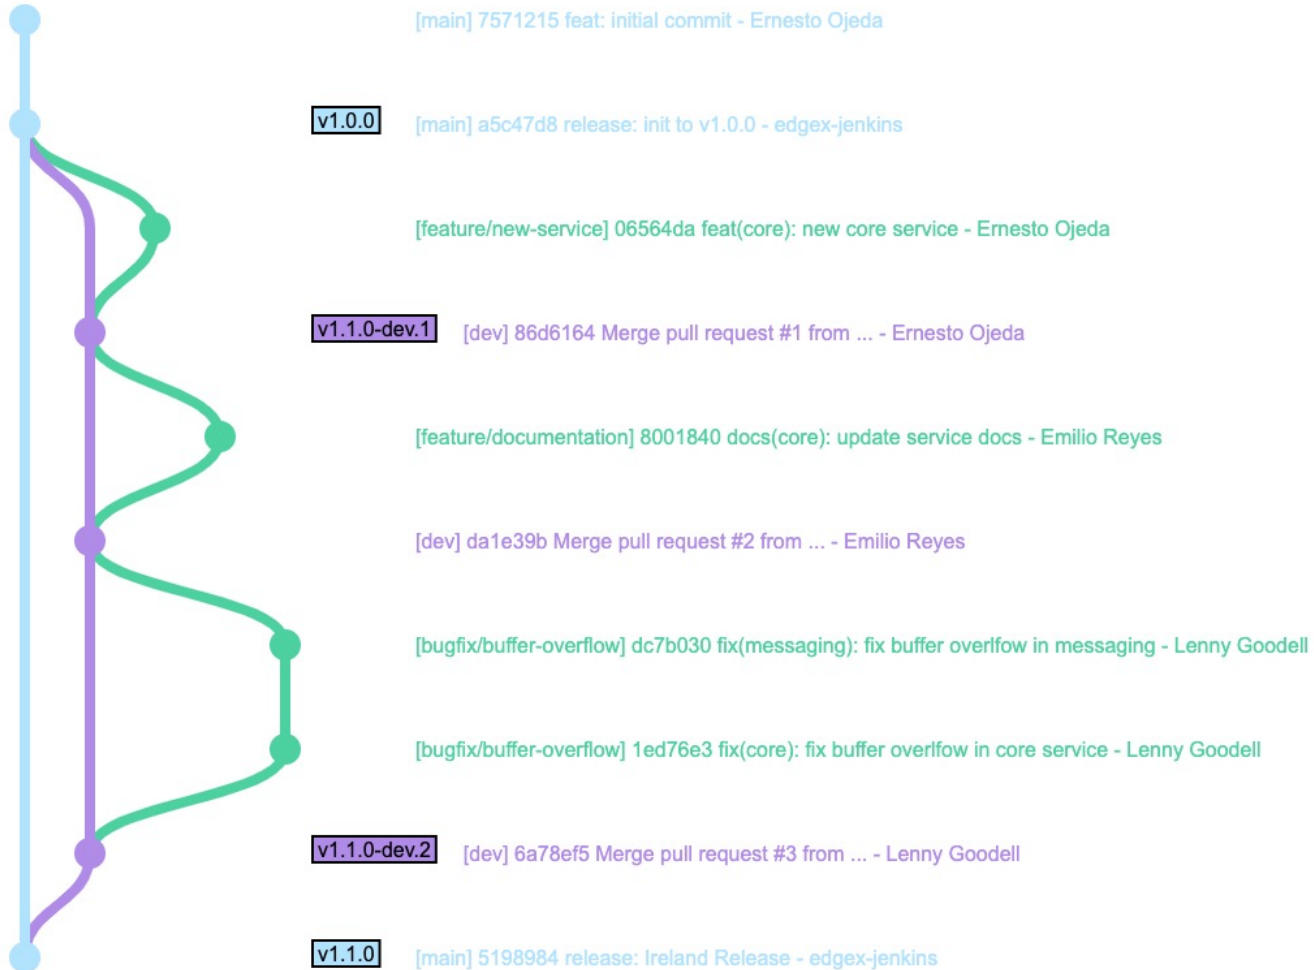 [main] 7571215 feat: initial commit - Ernesto Ojeda
v1.0.0 [main] a5c47d8 release: init to v1.0.0 - edgex-jenkins
[feature/new-service] 06564da feat(core): new core service - Ernesto Ojeda
v1.1.0-dev.1 [dev] 86d6164 Merge pull request #1 from ... - Ernesto Ojeda
[feature/documentation] 8001840 docs(core): update service docs - Emilio Reyes
[dev] da1e39b Merge pull request #2 from ... - Emilio Reyes
[bugfix/buffer-overflow] dc7b030 fix(messaging): fix buffer overlfow in messaging - Lenny Goodell
[bugfix/buffer-overflow] 1ed76e3 fix(core): fix buffer overlfow in core service - Lenny Goodell
v1.1.0-dev.2 [dev] 6a78ef5 Merge pull request #3 from ... - Lenny Goodell
v1.1.0 [main] 5198984 release: Ireland Release - edgex-jenkins